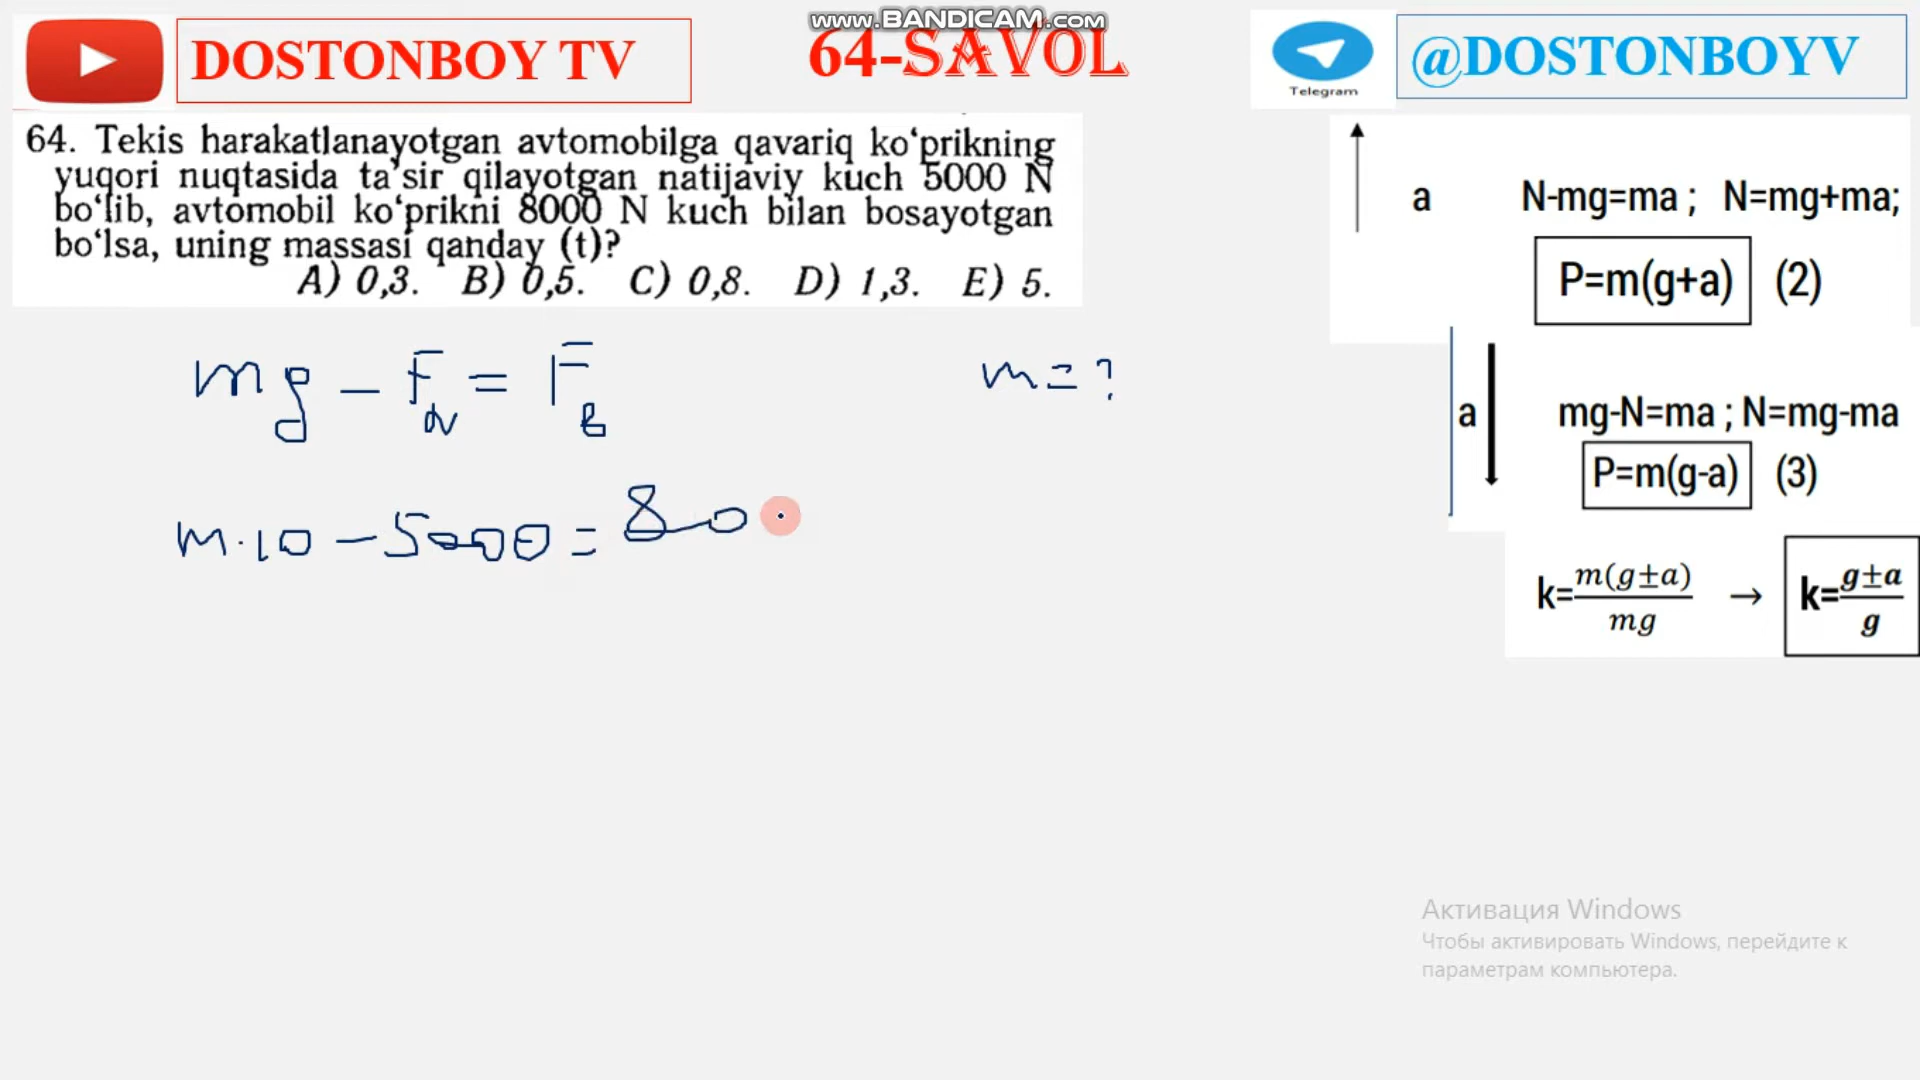 www.BANDICAM.com
DOSTONBOY TV
64-SAVOL
Telegram
@DOSTONBOYV
64. Tekis harakatlanayotgan avtomobilga qavariq ko‘prikning
yuqori nuqtasida ta’sir qilayotgan natijaviy kuch 5000 N
bo‘lib, avtomobil ko‘prikni 8000 N kuch bilan bosayotgan
bo‘lsa, uning massasi qanday (t)?
A) 0,3. B) 0,5. C) 0,8. D) 1,3. E) 5.
a N-mg=ma ; N=mg+ma;
P=m(g+a) (2)
a mg-N=ma ; N=mg-ma
P=m(g-a) (3)
k=m(g±a)/mg → k=g±a/g
mg - F = F
m = ?
m·10 - 5000 = 80
Активация Windows
Чтобы активировать Windows, перейдите к
параметрам компьютера.